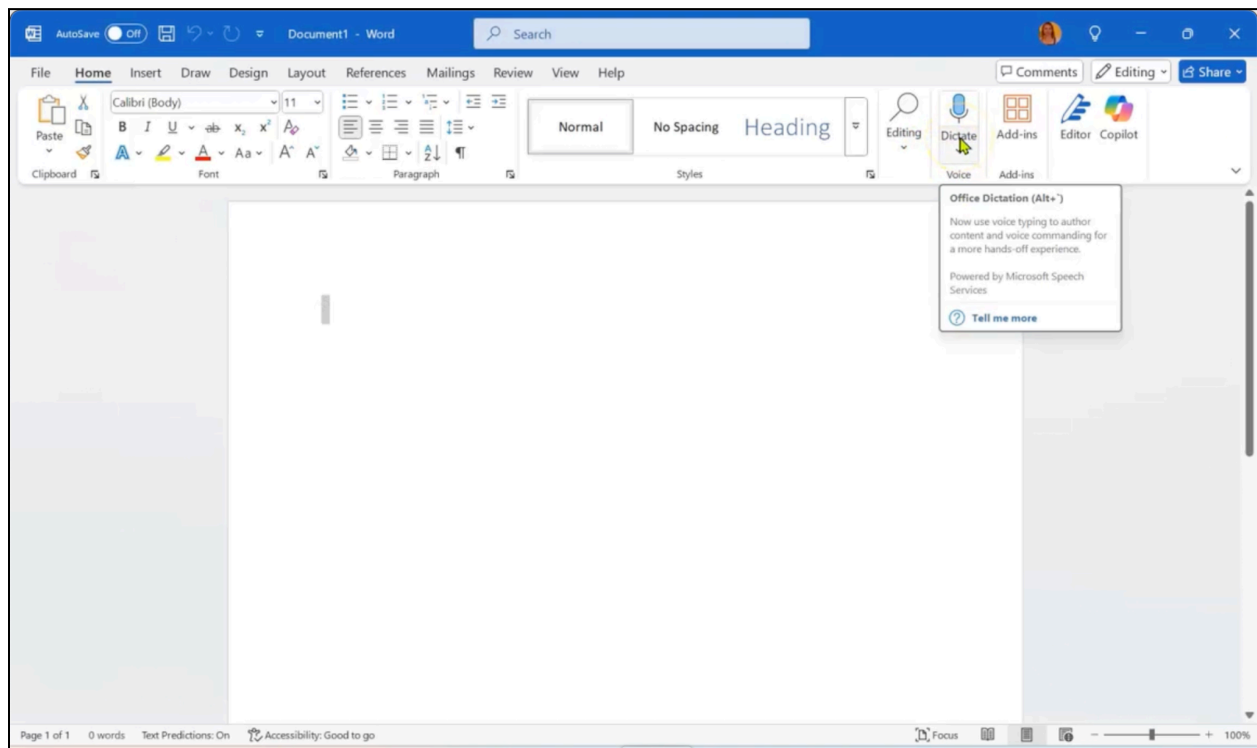 AutoSave Off Document1 - Word Search
File Home Insert Draw Design Layout References Mailings Review View Help Comments Editing Share
Paste Calibri (Body) 11 Normal No Spacing Heading Editing Dictate Add-ins Editor Copilot
B I U ab x₂ x² A
A A Aa A A
Clipboard Font Paragraph Styles Voice Add-ins
Office Dictation (Alt+`)
Now use voice typing to author
content and voice commanding for
a more hands-off experience.
Powered by Microsoft Speech
Services
Tell me more
Page 1 of 1 0 words Text Predictions: On Accessibility: Good to go Focus 100%